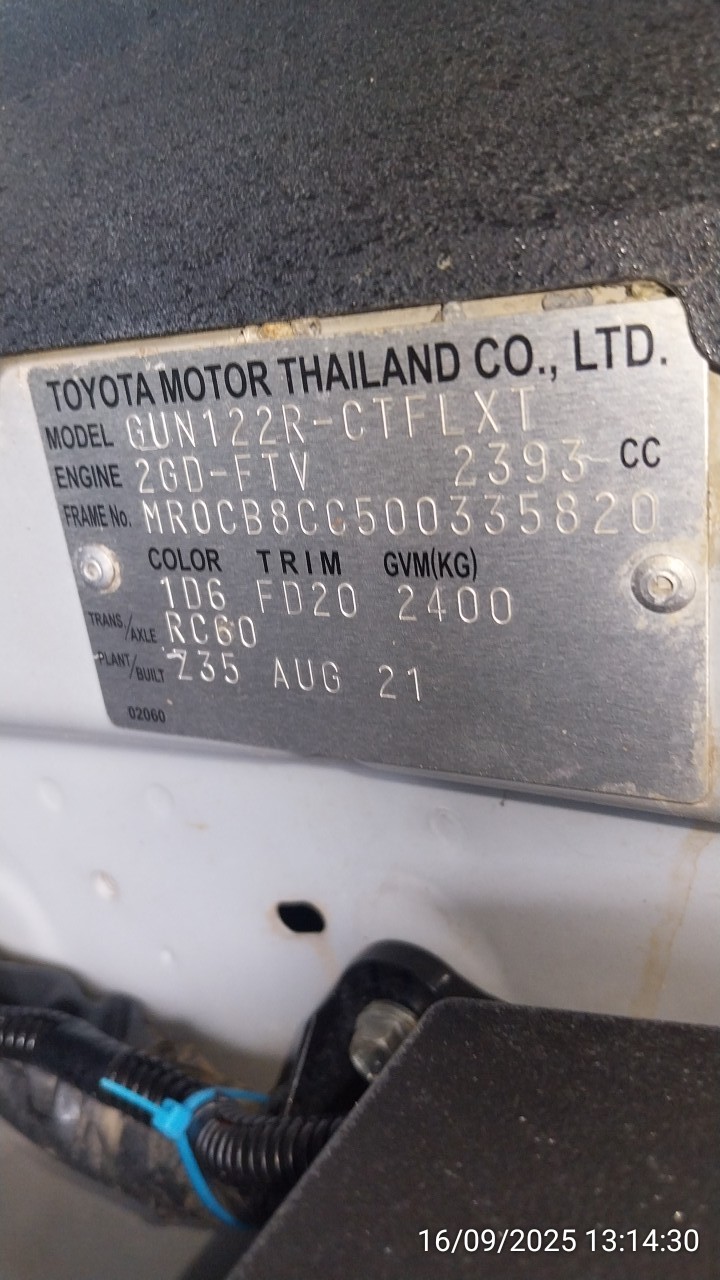 TOYOTA MOTOR THAILAND CO., LTD.
MODEL GUN122R-CTFLXT
ENGINE 2GD-FTV 2393 CC
FRAME No. MR0CB8CC500335820
COLOR TRIM GVM(KG)
1D6 FD20 2400
TRANS./AXLE RC60
PLANT/BUILT Z35 AUG 21
02060
16/09/2025 13:14:30